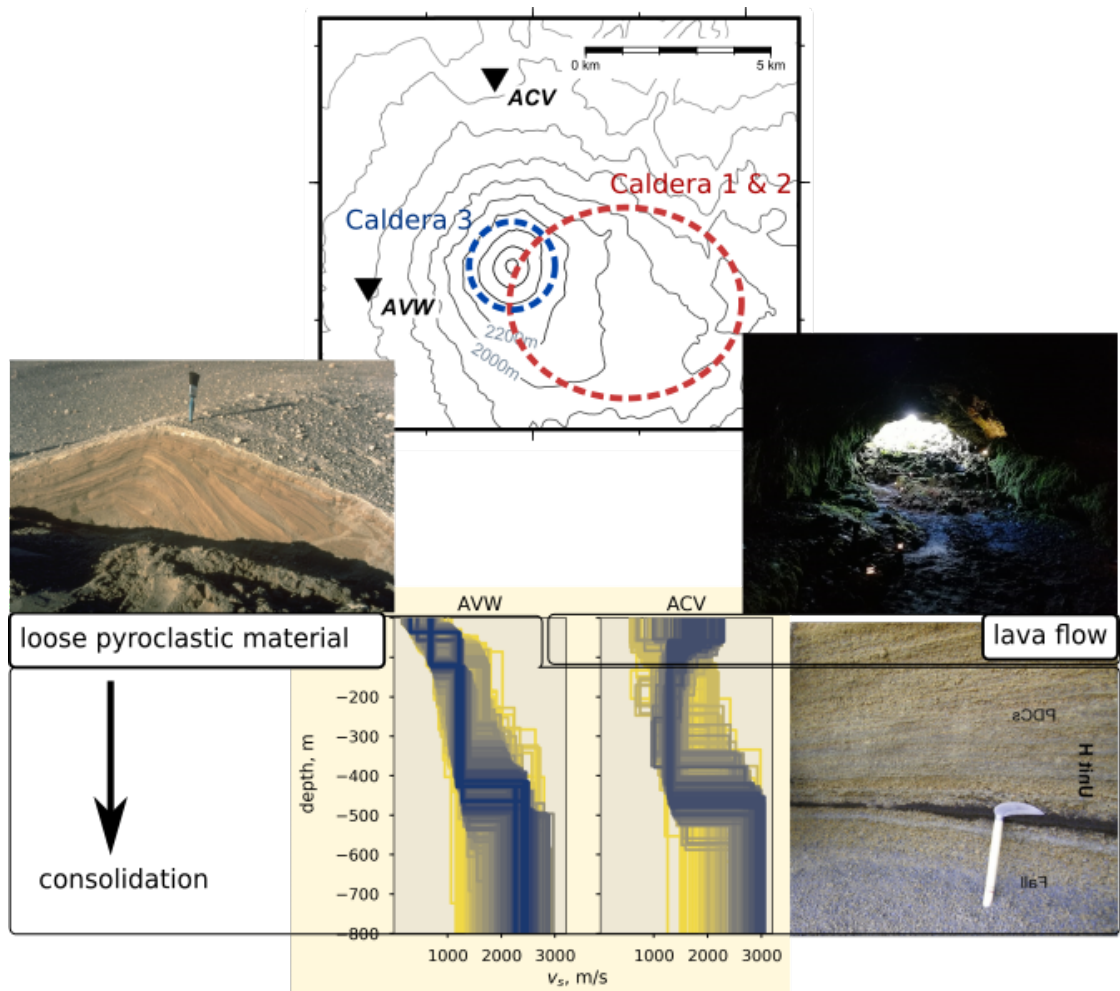 0 km
5 km
ACV
Caldera 1 & 2
Caldera 3
AVW
2200m
2000m
AVW
ACV
loose pyroclastic material
lava flow
−200
−300
−400
−500
−600
−700
−800
depth, m
PDCs
Unit H
Fall
consolidation
1000 2000 3000
1000 2000 3000
vₛ, m/s